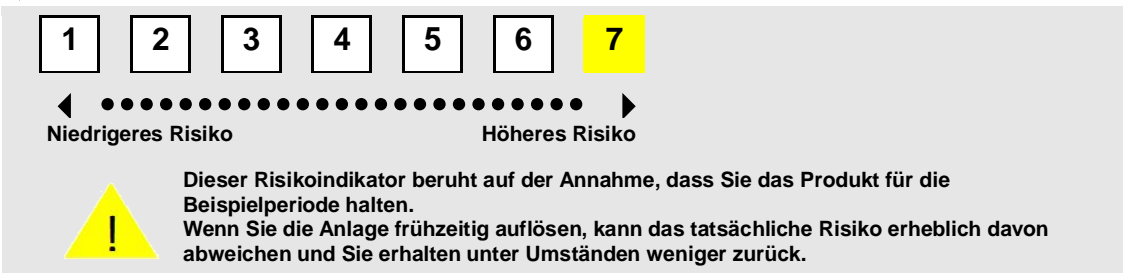 1 2 3 4 5 6 7
Niedrigeres Risiko Höheres Risiko
Dieser Risikoindikator beruht auf der Annahme, dass Sie das Produkt für die
Beispielperiode halten.
! Wenn Sie die Anlage frühzeitig auflösen, kann das tatsächliche Risiko erheblich davon
abweichen und Sie erhalten unter Umständen weniger zurück.